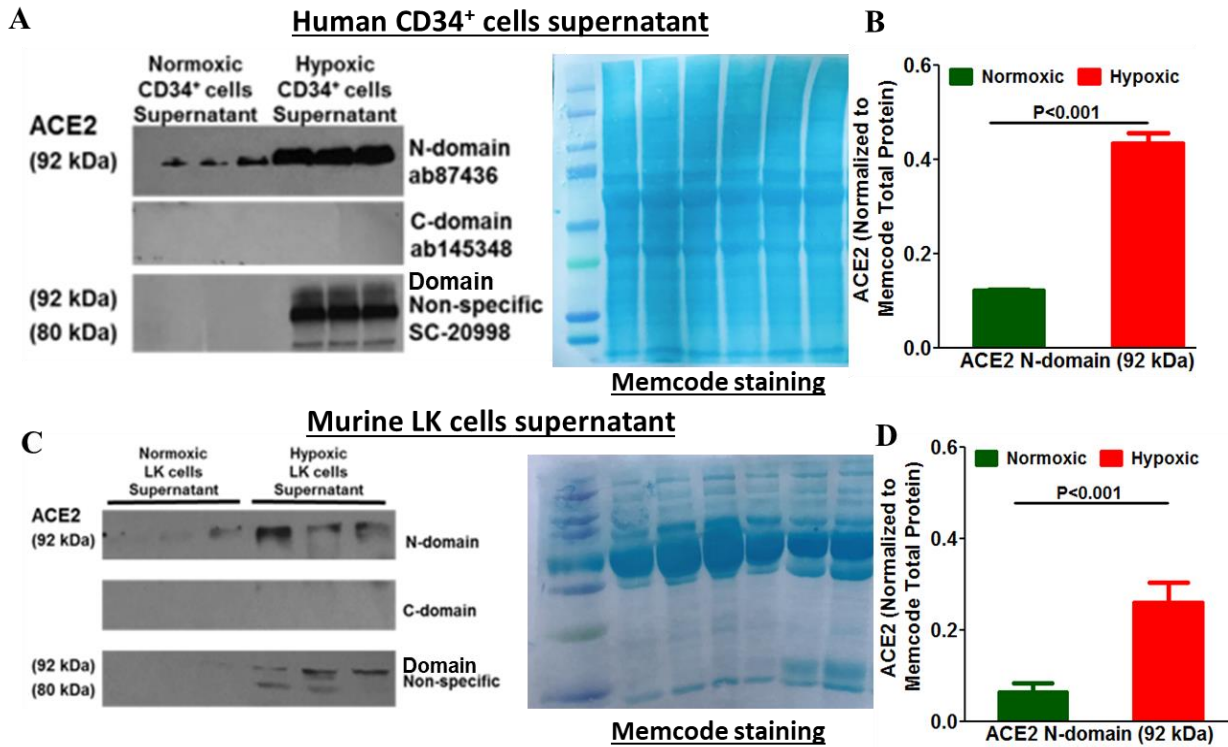 A
Human CD34+ cells supernatant
Normoxic
CD34+ cells
Supernatant
Hypoxic
CD34+ cells
Supernatant
ACE2
(92 kDa)
N-domain
ab87436
C-domain
ab145348
(92 kDa)
(80 kDa)
Domain
Non-specific
SC-20998
Memcode staining
B
ACE2 (Normalized to
Memcode Total Protein)
0.6
0.4
0.2
0.0
Normoxic
Hypoxic
P<0.001
ACE2 N-domain (92 kDa)
Murine LK cells supernatant
C
Normoxic
LK cells
Supernatant
Hypoxic
LK cells
Supernatant
ACE2
(92 kDa)
N-domain
C-domain
(92 kDa)
(80 kDa)
Domain
Non-specific
Memcode staining
D
ACE2 (Normalized to
Memcode Total Protein)
0.6
0.4
0.2
0.0
Normoxic
Hypoxic
P<0.001
ACE2 N-domain (92 kDa)